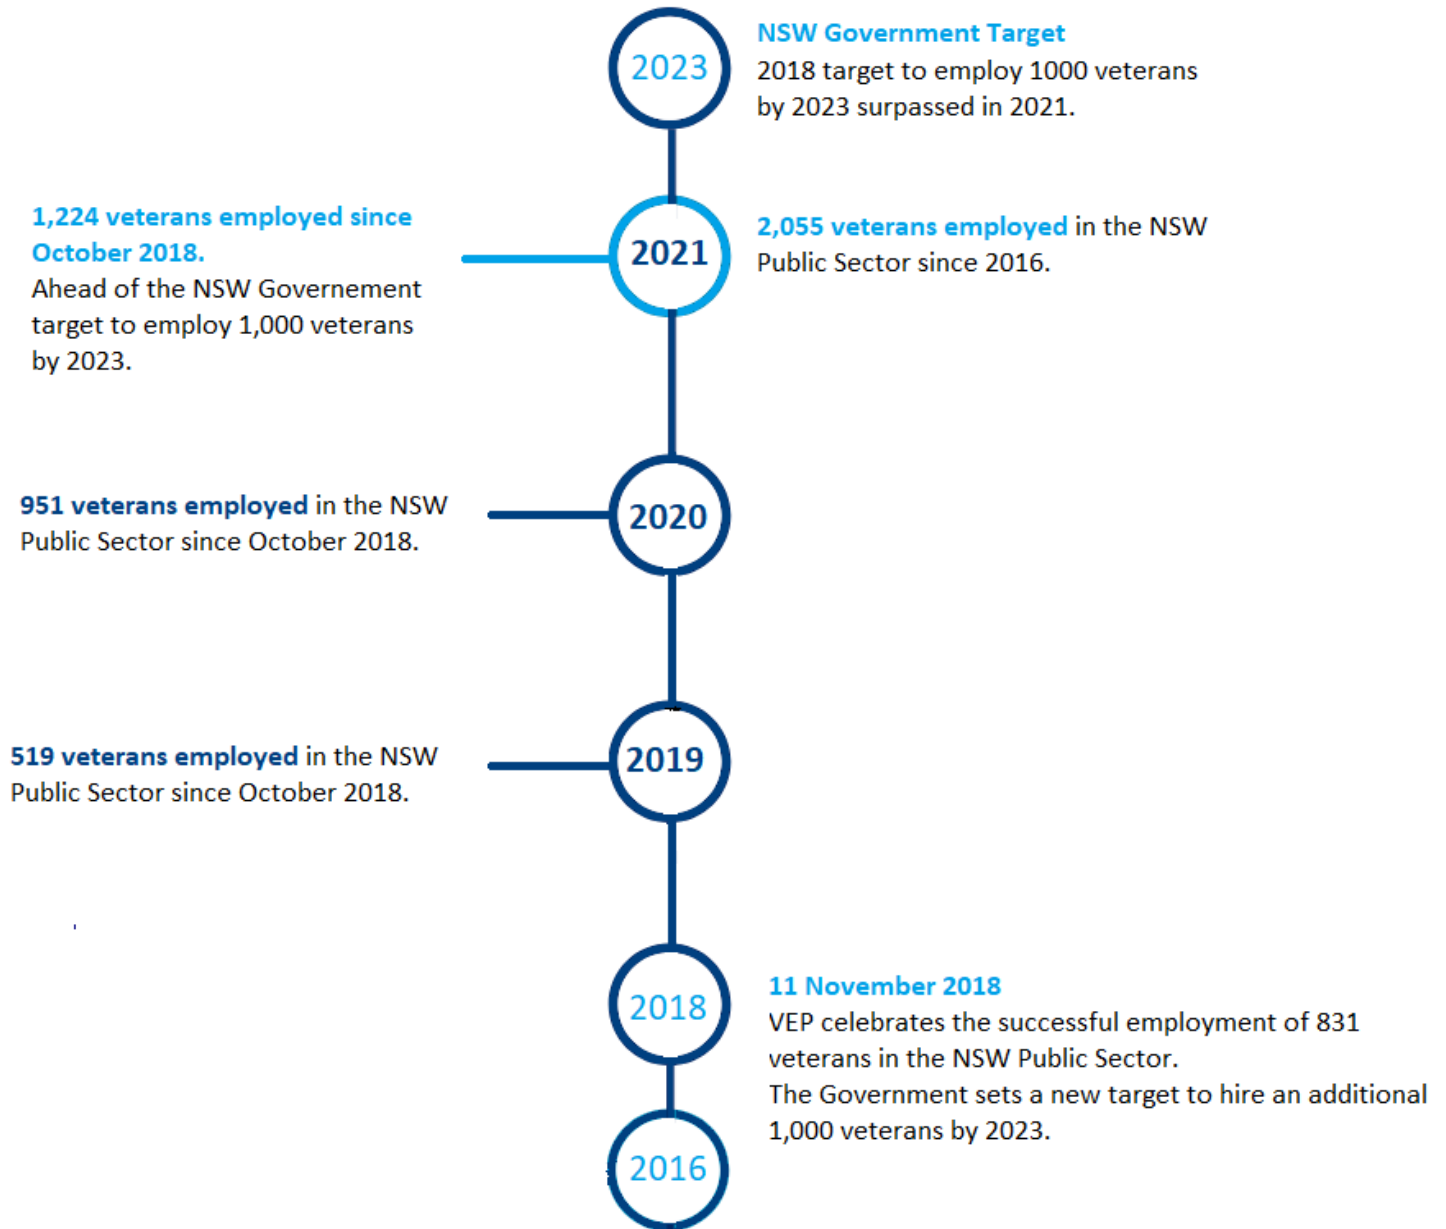 2023
NSW Government Target
2018 target to employ 1000 veterans
by 2023 surpassed in 2021.
1,224 veterans employed since
October 2018.
Ahead of the NSW Governement
target to employ 1,000 veterans
by 2023.
2021
2,055 veterans employed in the NSW
Public Sector since 2016.
951 veterans employed in the NSW
Public Sector since October 2018.
2020
519 veterans employed in the NSW
Public Sector since October 2018.
2019
2018
11 November 2018
VEP celebrates the successful employment of 831
veterans in the NSW Public Sector.
The Government sets a new target to hire an additional
1,000 veterans by 2023.
2016